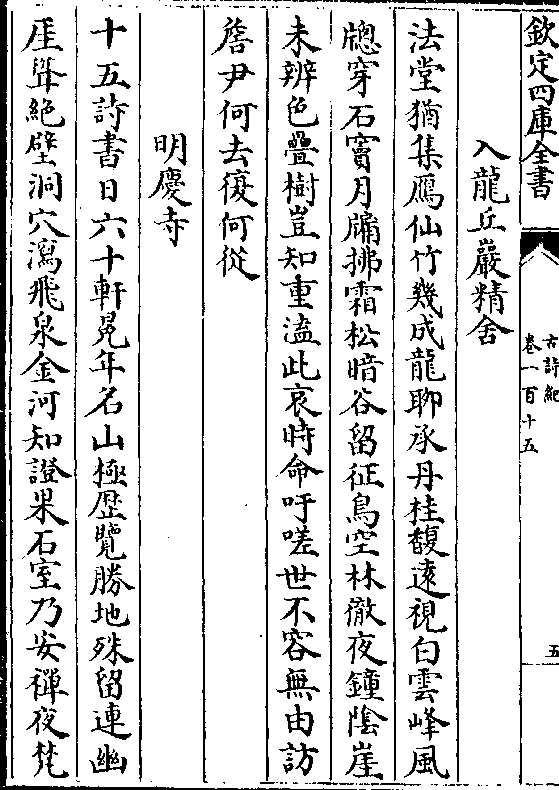 欽定四庫全書
古詩紀
卷一百十五
五
入龍丘巖精舍
法堂猶集鴈仙竹幾成龍聊承丹桂馥遠視白雲峰風
牕穿石竇月牖拂霜松暗谷留征鳥空林徹夜鐘隂崖
未辨色疊樹豈知重溘此哀時命吁嗟世不容無由訪
詹尹何去復何從
明慶寺
十五詩書日六十軒冕年名山極歴覽勝地殊留連幽
厓聳絶壁洞穴瀉飛泉金河知證果石室乃安禪夜梵